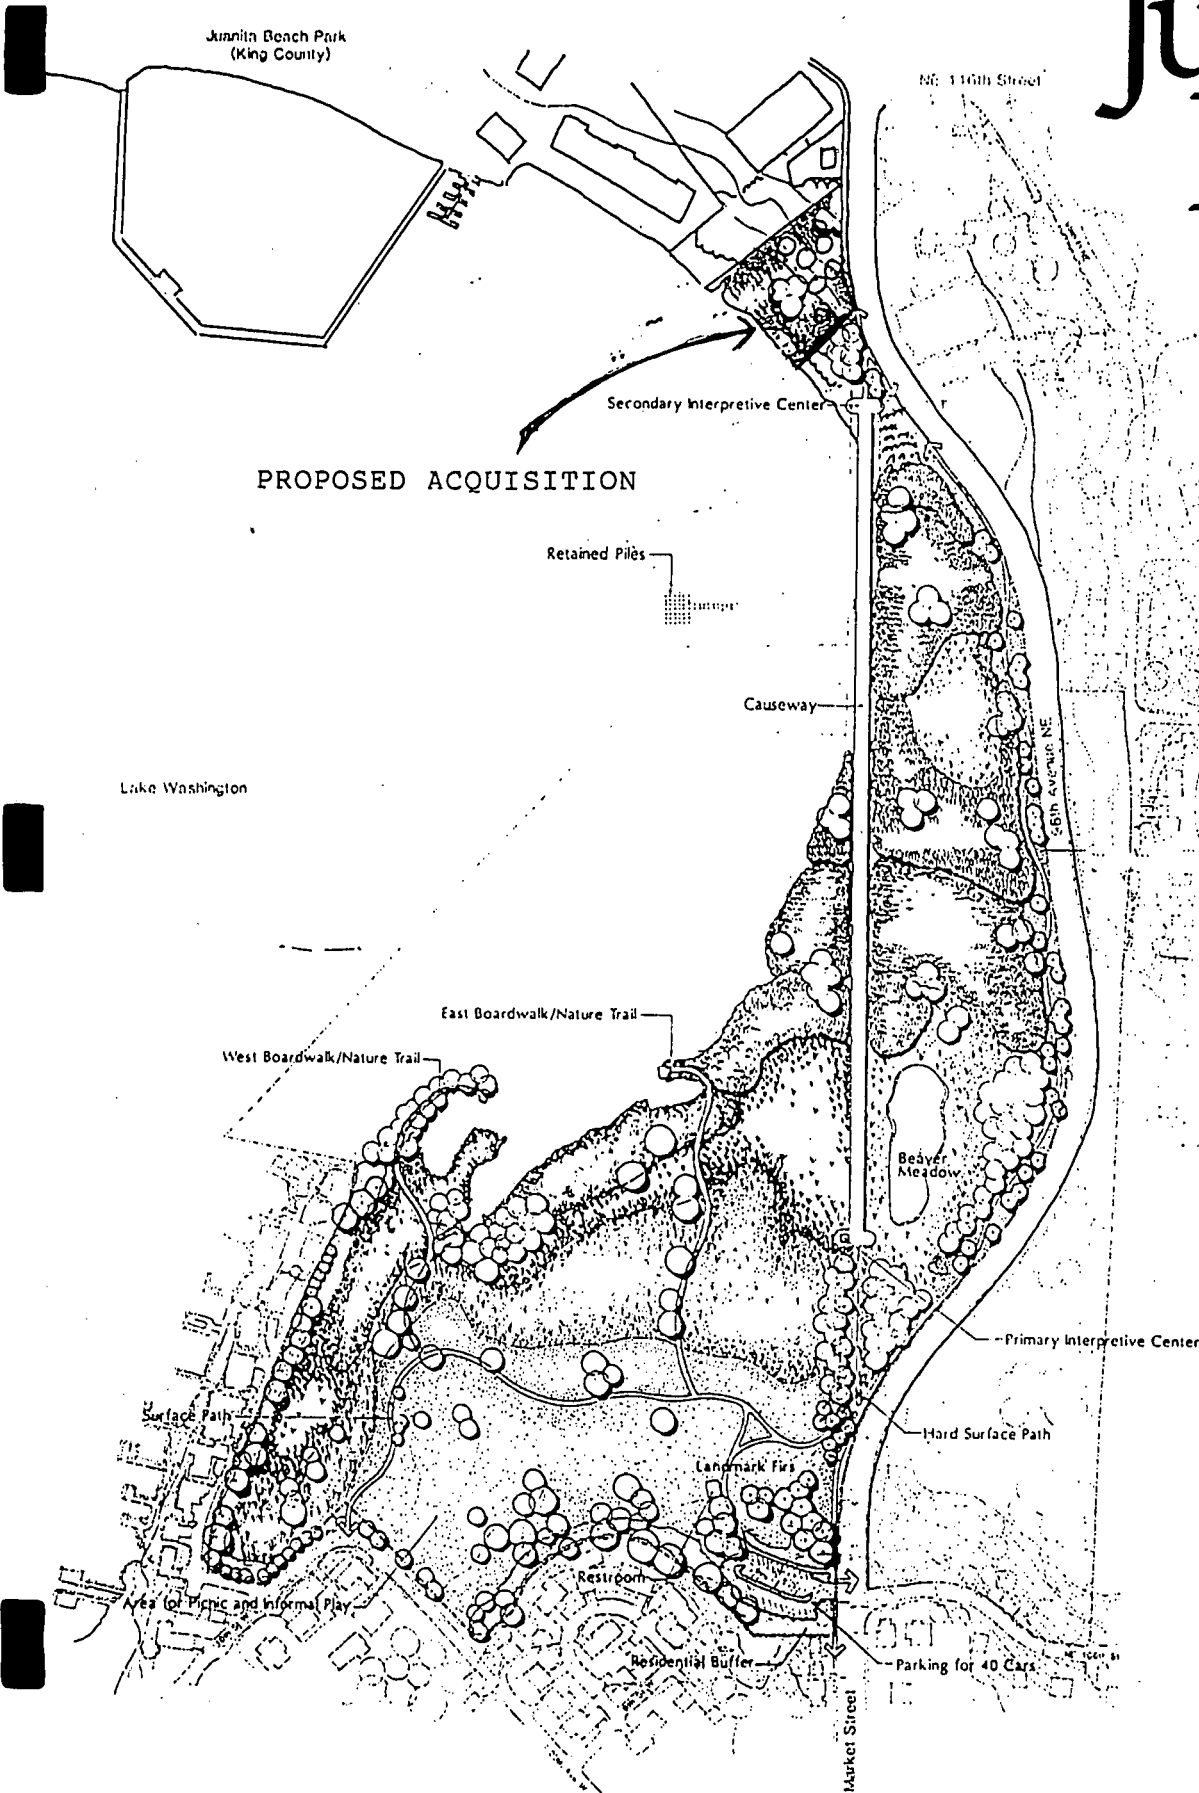 Ju
Juanita Beach Park
(King County)
NE 116th Street
Secondary Interpretive Center
PROPOSED ACQUISITION
Retained Piles
Causeway
98th Avenue NE
Lake Washington
East Boardwalk/Nature Trail
West Boardwalk/Nature Trail
Beaver
Meadow
Primary Interpretive Center
Surface Path
Hard Surface Path
Landmark Firs
Restroom
Area for Picnic and Informal Play
Residential Buffer
Parking for 40 Cars
Market Street